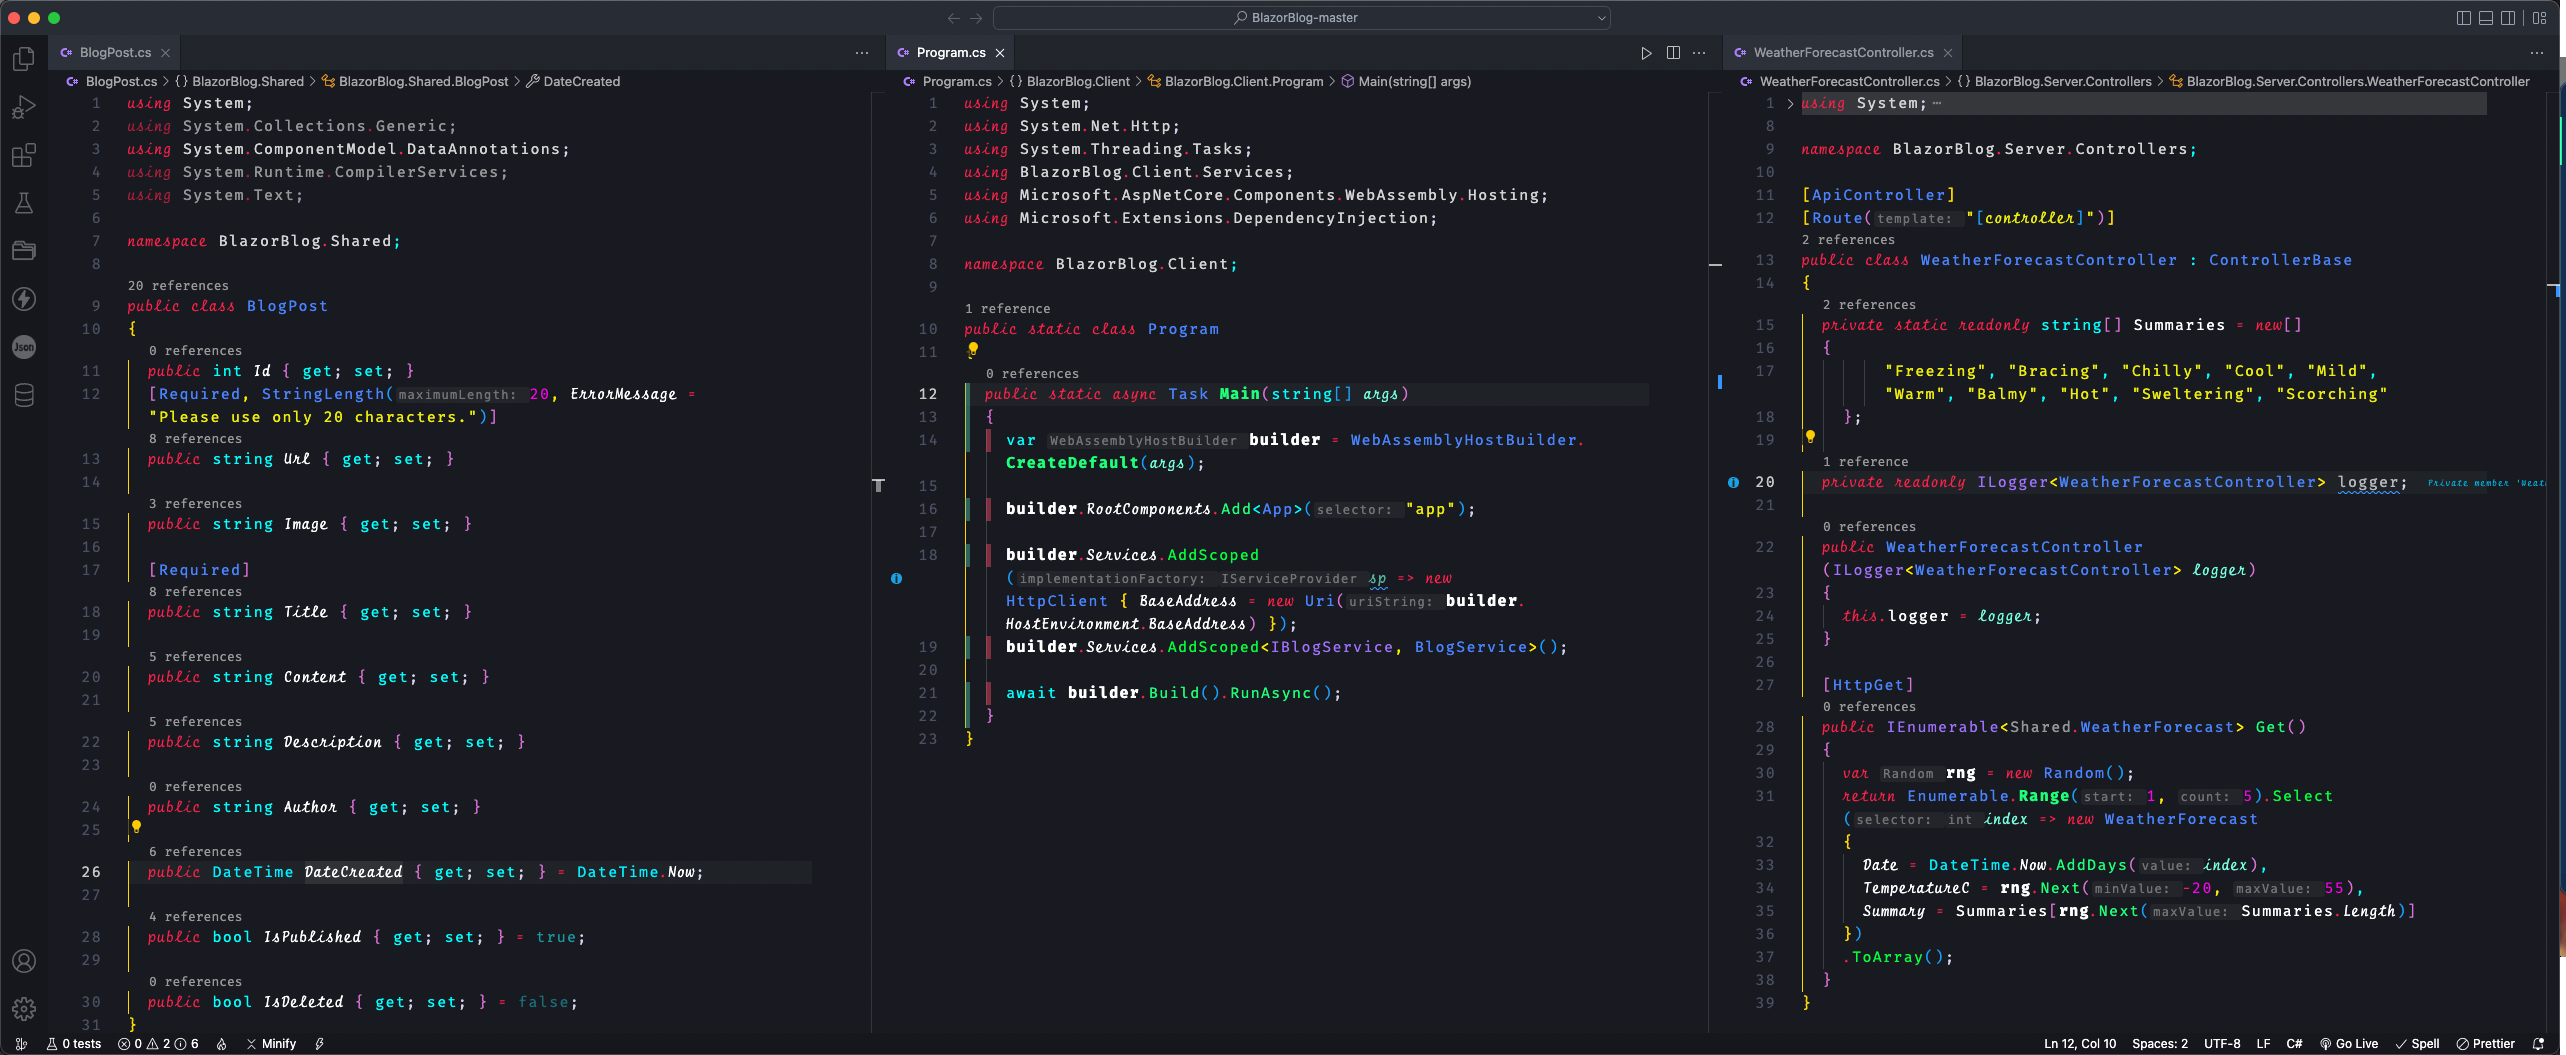 BlazorBlog-master
BlogPost.cs
BlogPost.cs > {} BlazorBlog.Shared > BlazorBlog.Shared.BlogPost > DateCreated
1 using System;
2 using System.Collections.Generic;
3 using System.ComponentModel.DataAnnotations;
4 using System.Runtime.CompilerServices;
5 using System.Text;
6
7 namespace BlazorBlog.Shared;
8
20 references
9 public class BlogPost
10 {
0 references
11 public int Id { get; set; }
12 [Required, StringLength(maximumLength: 20, ErrorMessage =
"Please use only 20 characters.")]
8 references
13 public string Url { get; set; }
14
3 references
15 public string Image { get; set; }
16
17 [Required]
8 references
18 public string Title { get; set; }
19
5 references
20 public string Content { get; set; }
21
5 references
22 public string Description { get; set; }
23
0 references
24 public string Author { get; set; }
25
6 references
26 public DateTime DateCreated { get; set; } = DateTime.Now;
27
4 references
28 public bool IsPublished { get; set; } = true;
29
0 references
30 public bool IsDeleted { get; set; } = false;
31 }
Program.cs
Program.cs > {} BlazorBlog.Client > BlazorBlog.Client.Program > Main(string[] args)
1 using System;
2 using System.Net.Http;
3 using System.Threading.Tasks;
4 using BlazorBlog.Client.Services;
5 using Microsoft.AspNetCore.Components.WebAssembly.Hosting;
6 using Microsoft.Extensions.DependencyInjection;
7
8 namespace BlazorBlog.Client;
9
1 reference
10 public static class Program
11
0 references
12 public static async Task Main(string[] args)
13 {
14 var WebAssemblyHostBuilder builder = WebAssemblyHostBuilder.
CreateDefault(args);
15
16 builder.RootComponents.Add<App>(selector: "app");
17
18 builder.Services.AddScoped
(implementationFactory: IServiceProvider sp => new
HttpClient { BaseAddress = new Uri(uriString: builder.
HostEnvironment.BaseAddress) });
19 builder.Services.AddScoped<IBlogService, BlogService>();
20
21 await builder.Build().RunAsync();
22 }
23 }
WeatherForecastController.cs
WeatherForecastController.cs > {} BlazorBlog.Server.Controllers > BlazorBlog.Server.Controllers.WeatherForecastController
1 using System;
8
9 namespace BlazorBlog.Server.Controllers;
10
11 [ApiController]
12 [Route(template: "[controller]")]
2 references
13 public class WeatherForecastController : ControllerBase
14 {
2 references
15 private static readonly string[] Summaries = new[]
16 {
17 "Freezing", "Bracing", "Chilly", "Cool", "Mild",
"Warm", "Balmy", "Hot", "Sweltering", "Scorching"
18 };
19
1 reference
20 private readonly ILogger<WeatherForecastController> logger; Private member 'Weat
21
0 references
22 public WeatherForecastController
(ILogger<WeatherForecastController> logger)
23 {
24 this.logger = logger;
25 }
26
27 [HttpGet]
0 references
28 public IEnumerable<Shared.WeatherForecast> Get()
29 {
30 var Random rng = new Random();
31 return Enumerable.Range(start: 1, count: 5).Select
(selector: int index => new WeatherForecast
32 {
33 Date = DateTime.Now.AddDays(value: index),
34 TemperatureC = rng.Next(minValue: -20, maxValue: 55),
35 Summary = Summaries[rng.Next(maxValue: Summaries.Length)]
36 })
37 .ToArray();
38 }
39 }
Json
0 tests 0 2 6 Minify
Ln 12, Col 10 Spaces: 2 UTF-8 LF C# Go Live Spell Prettier